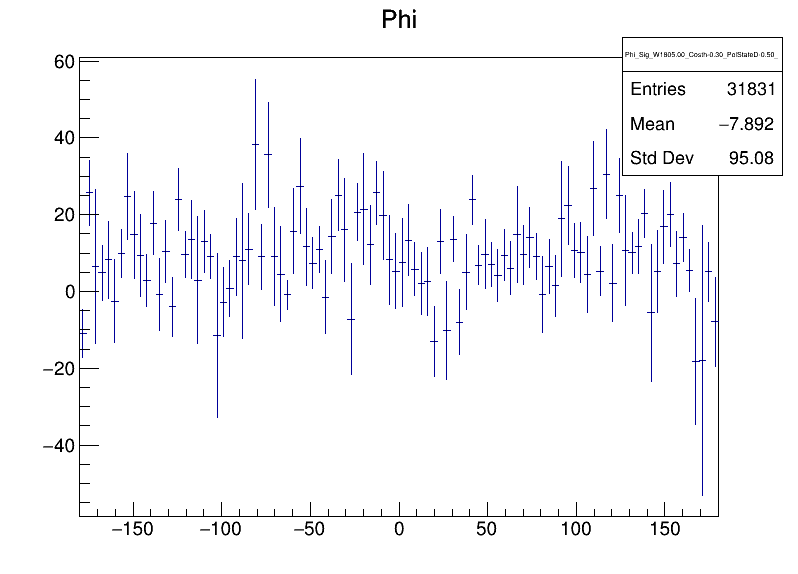 Phi
Phi_Sig_W1605.00_Costh-0.30_PolStateD-0.50_
Entries 31831
Mean −7.892
Std Dev 95.08
60
40
20
0
−20
−40
−150 −100 −50 0 50 100 150